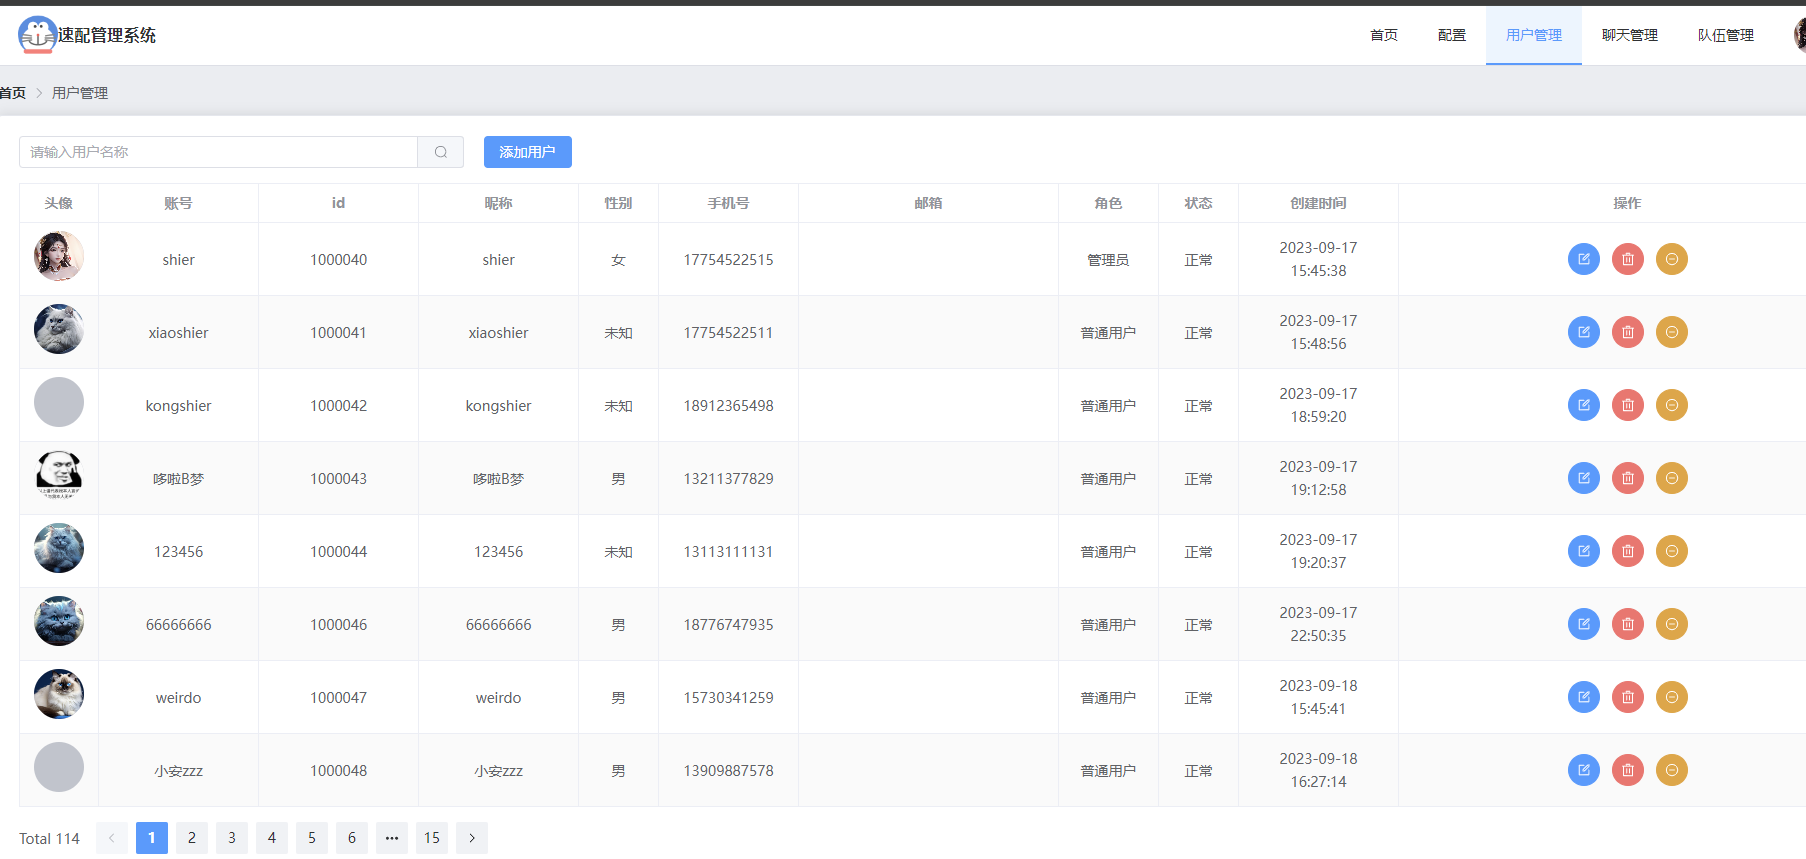 速配管理系统
首页 配置 用户管理 聊天管理 队伍管理
首页 用户管理
请输入用户名称 添加用户
头像 账号 id 昵称 性别 手机号 邮箱 角色 状态 创建时间 操作
shier 1000040 shier 女 17754522515 管理员 正常 2023-09-17 15:45:38
xiaoshier 1000041 xiaoshier 未知 17754522511 普通用户 正常 2023-09-17 15:48:56
kongshier 1000042 kongshier 未知 18912365498 普通用户 正常 2023-09-17 18:59:20
哆啦B梦 1000043 哆啦B梦 男 13211377829 普通用户 正常 2023-09-17 19:12:58
123456 1000044 123456 未知 13113111131 普通用户 正常 2023-09-17 19:20:37
66666666 1000046 66666666 男 18776747935 普通用户 正常 2023-09-17 22:50:35
weirdo 1000047 weirdo 男 15730341259 普通用户 正常 2023-09-18 15:45:41
小安zzz 1000048 小安zzz 男 13909887578 普通用户 正常 2023-09-18 16:27:14
Total 114 1 2 3 4 5 6 ••• 15